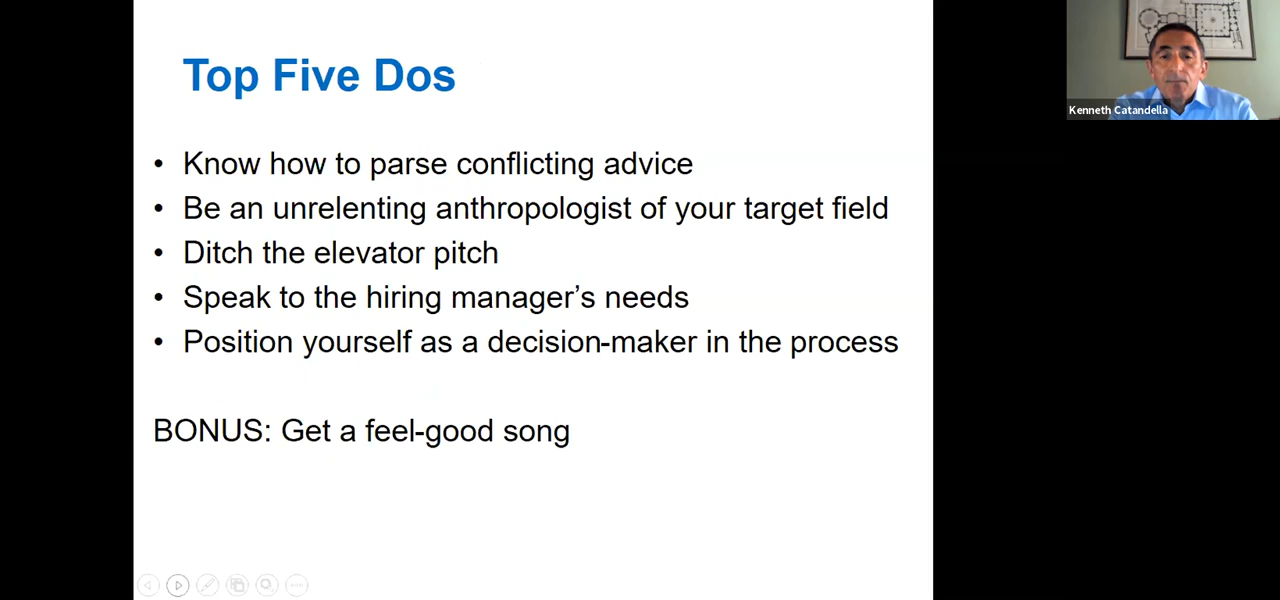 Top Five Dos
• Know how to parse conflicting advice
• Be an unrelenting anthropologist of your target field
• Ditch the elevator pitch
• Speak to the hiring manager’s needs
• Position yourself as a decision-maker in the process
BONUS: Get a feel-good song
Kenneth Catandella